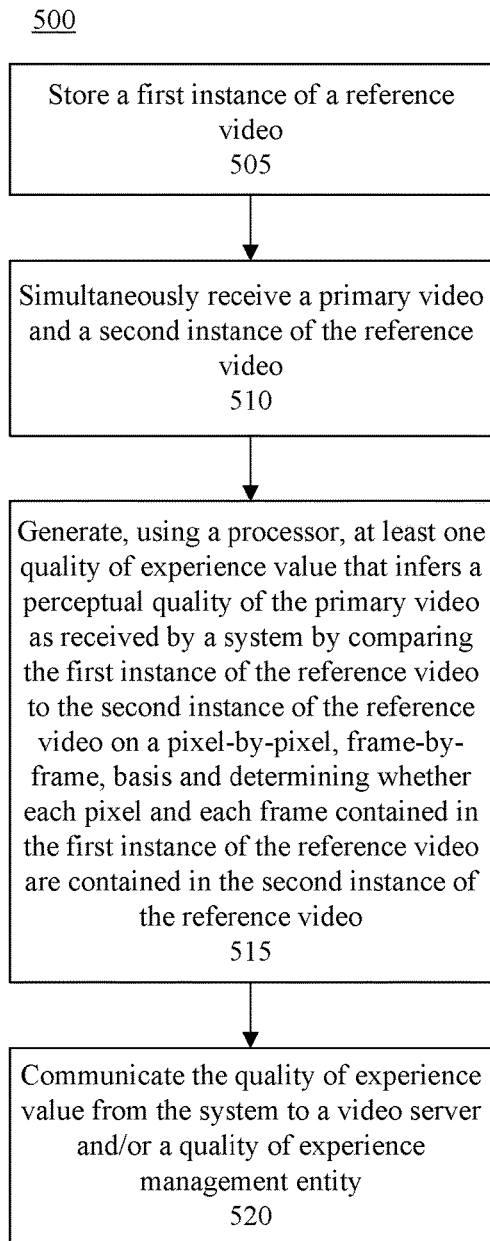 500
Store a first instance of a reference
video
505
Simultaneously receive a primary video
and a second instance of the reference
video
510
Generate, using a processor, at least one
quality of experience value that infers a
perceptual quality of the primary video
as received by a system by comparing
the first instance of the reference video
to the second instance of the reference
video on a pixel-by-pixel, frame-by-
frame, basis and determining whether
each pixel and each frame contained in
the first instance of the reference video
are contained in the second instance of
the reference video
515
Communicate the quality of experience
value from the system to a video server
and/or a quality of experience
management entity
520